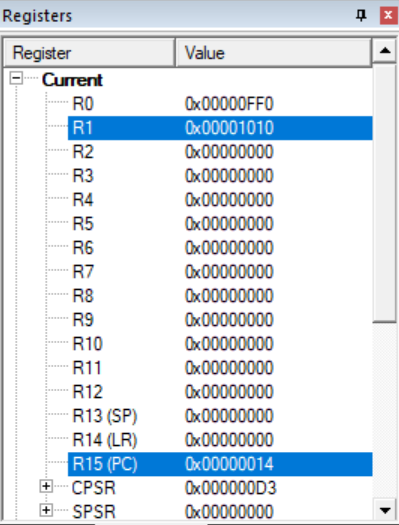 Registers
Register Value
Current
R0 0x00000FF0
R1 0x00001010
R2 0x00000000
R3 0x00000000
R4 0x00000000
R5 0x00000000
R6 0x00000000
R7 0x00000000
R8 0x00000000
R9 0x00000000
R10 0x00000000
R11 0x00000000
R12 0x00000000
R13 (SP) 0x00000000
R14 (LR) 0x00000000
R15 (PC) 0x00000014
CPSR 0x000000D3
SPSR 0x00000000